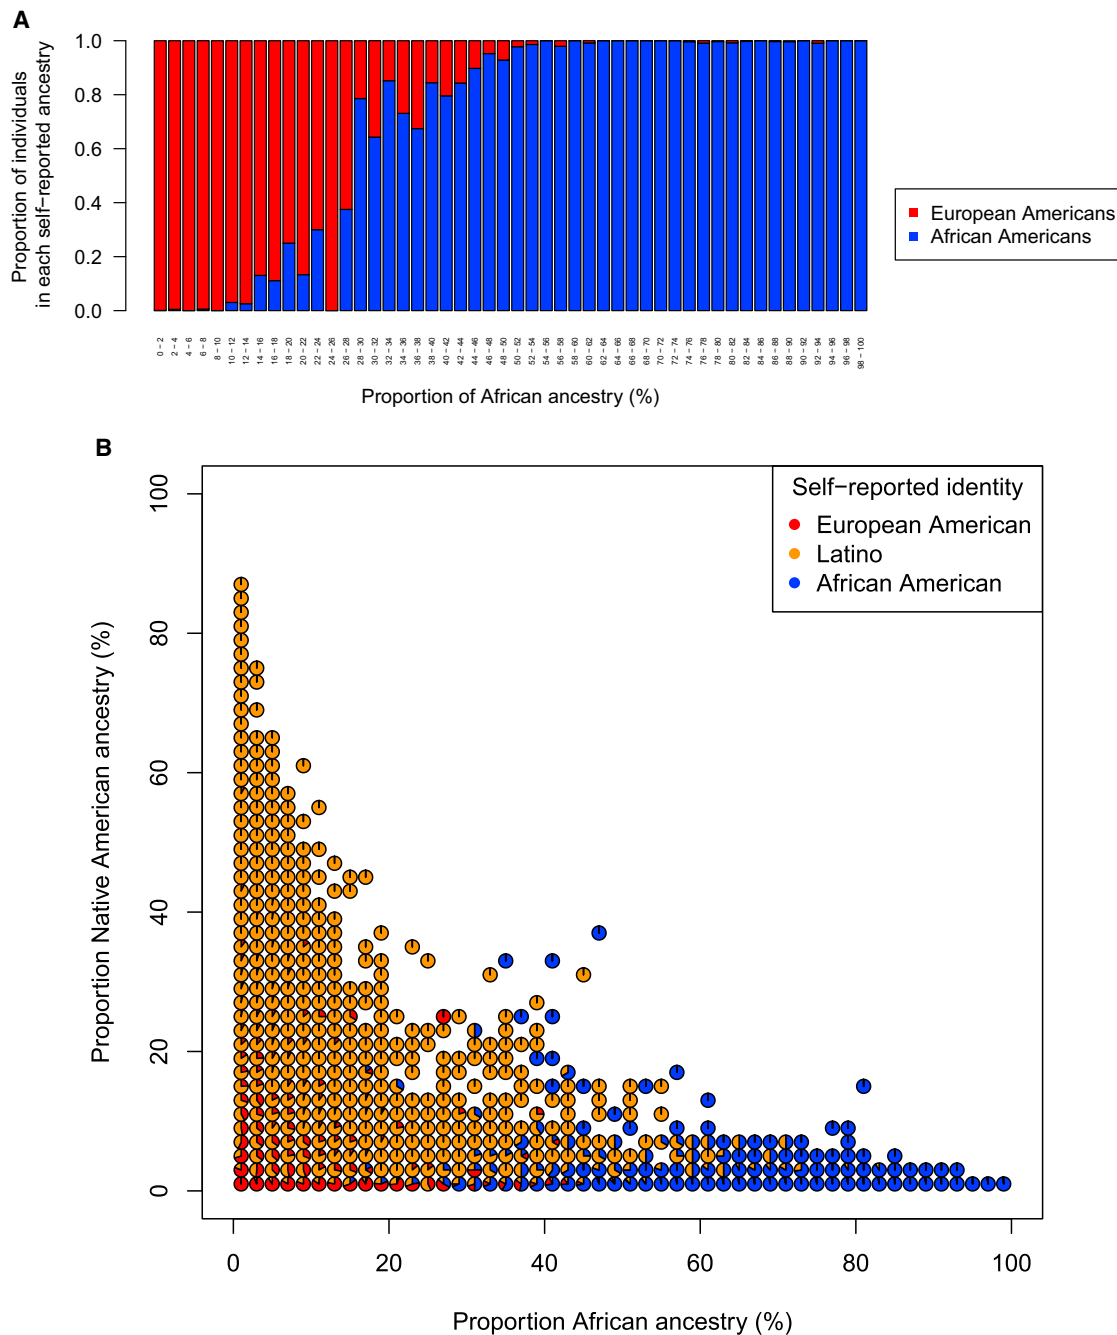 A
Proportion of individuals
in each self−reported ancestry
1.0
0.8
0.6
0.4
0.2
0.0
0 − 2
2 − 4
4 − 6
6 − 8
8 − 10
10 − 12
12 − 14
14 − 16
16 − 18
18 − 20
20 − 22
22 − 24
24 − 26
26 − 28
28 − 30
30 − 32
32 − 34
34 − 36
36 − 38
38 − 40
40 − 42
42 − 44
44 − 46
46 − 48
48 − 50
50 − 52
52 − 54
54 − 56
56 − 58
58 − 60
60 − 62
62 − 64
64 − 66
66 − 68
68 − 70
70 − 72
72 − 74
74 − 76
76 − 78
78 − 80
80 − 82
82 − 84
84 − 86
86 − 88
88 − 90
90 − 92
92 − 94
94 − 96
96 − 98
98 − 100
Proportion of African ancestry (%)
European Americans
African Americans
B
Proportion Native American ancestry (%)
100
80
60
40
20
0
Self−reported identity
European American
Latino
African American
0
20
40
60
80
100
Proportion African ancestry (%)